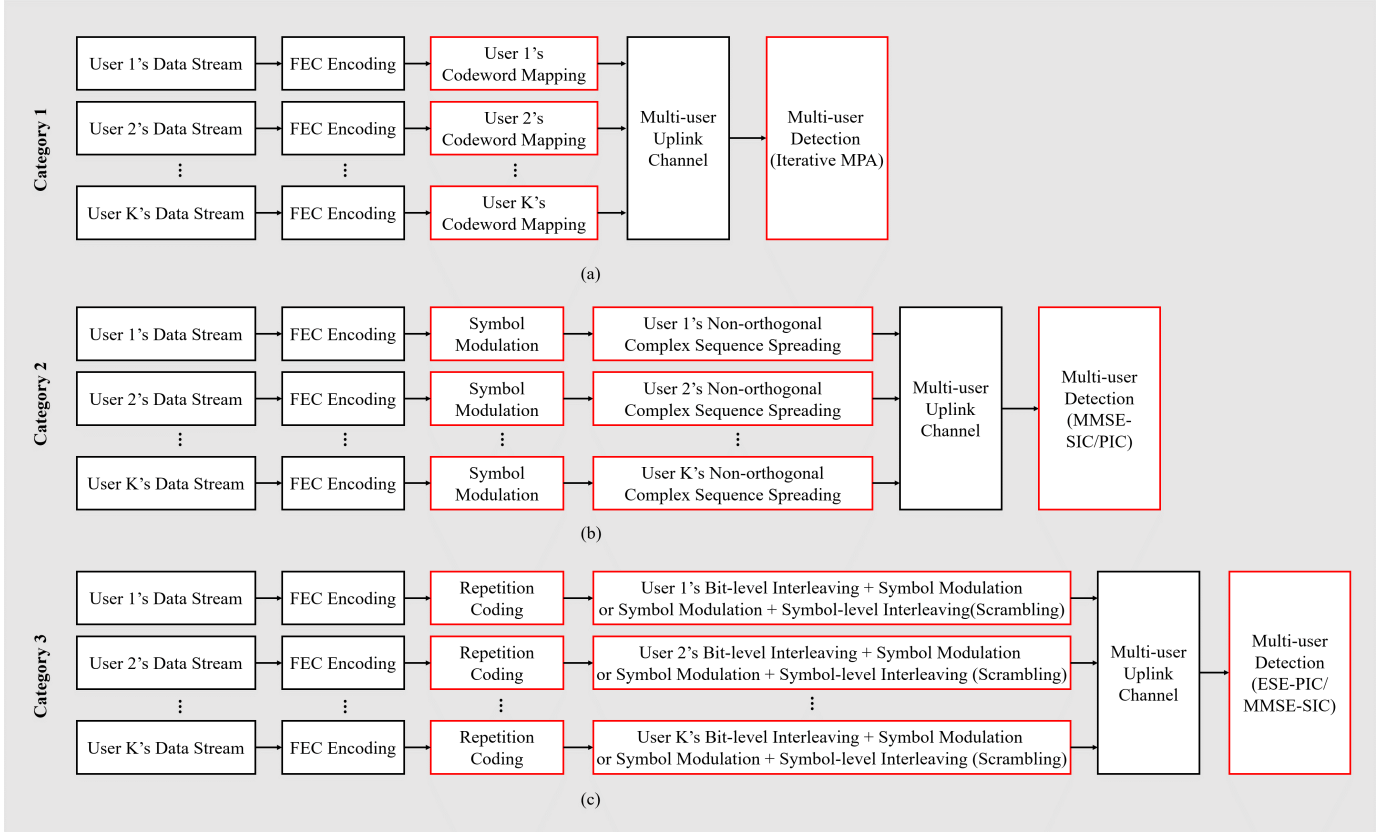 Category 1
User 1's Data Stream
FEC Encoding
User 1's
Codeword Mapping
User 2's Data Stream
FEC Encoding
User 2's
Codeword Mapping
User K's Data Stream
FEC Encoding
User K's
Codeword Mapping
Multi-user
Uplink
Channel
Multi-user
Detection
(Iterative MPA)
(a)
Category 2
User 1's Data Stream
FEC Encoding
Symbol
Modulation
User 1's Non-orthogonal
Complex Sequence Spreading
User 2's Data Stream
FEC Encoding
Symbol
Modulation
User 2's Non-orthogonal
Complex Sequence Spreading
User K's Data Stream
FEC Encoding
Symbol
Modulation
User K's Non-orthogonal
Complex Sequence Spreading
Multi-user
Uplink
Channel
Multi-user
Detection
(MMSE-
SIC/PIC)
(b)
Category 3
User 1's Data Stream
FEC Encoding
Repetition
Coding
User 1's Bit-level Interleaving + Symbol Modulation
or Symbol Modulation + Symbol-level Interleaving(Scrambling)
User 2's Data Stream
FEC Encoding
Repetition
Coding
User 2's Bit-level Interleaving + Symbol Modulation
or Symbol Modulation + Symbol-level Interleaving (Scrambling)
User K's Data Stream
FEC Encoding
Repetition
Coding
User K's Bit-level Interleaving + Symbol Modulation
or Symbol Modulation + Symbol-level Interleaving (Scrambling)
Multi-user
Uplink
Channel
Multi-user
Detection
(ESE-PIC/
MMSE-SIC)
(c)